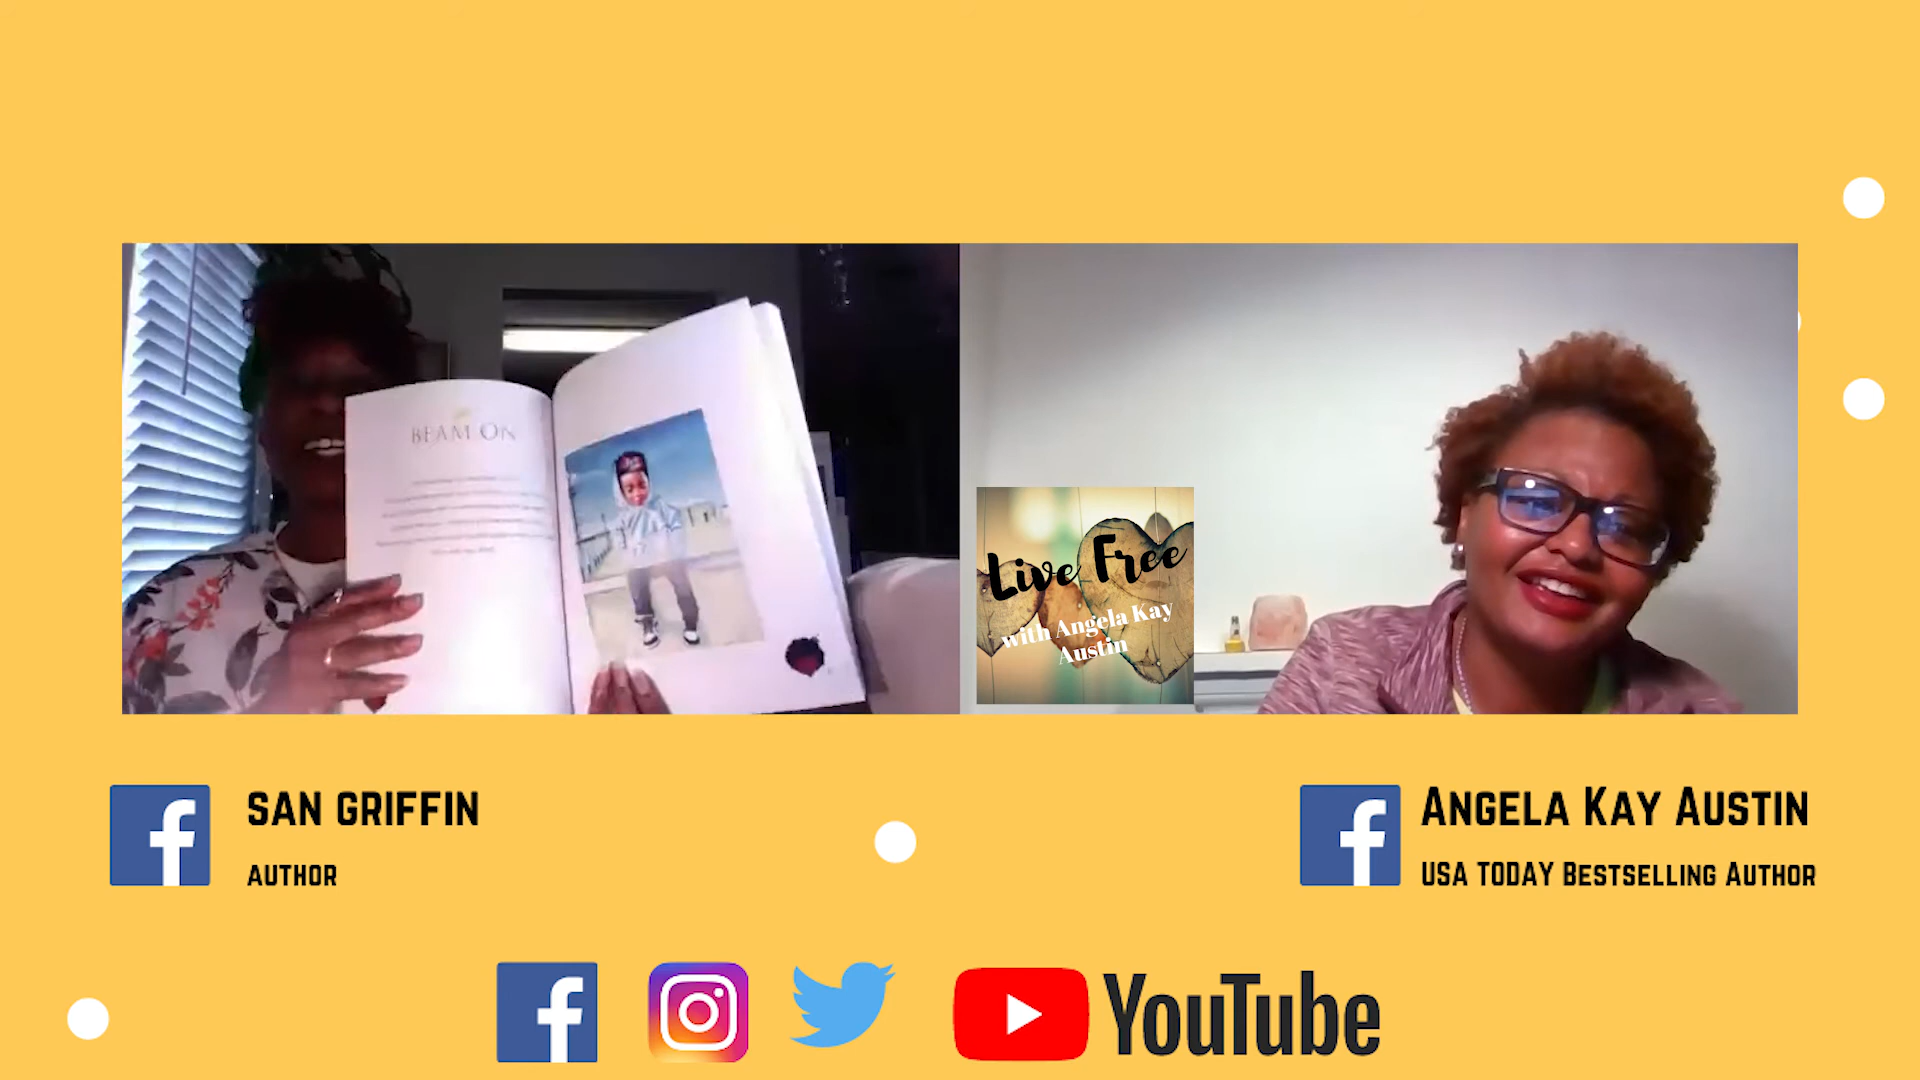 BEAM ON
Live Free
with Angela Kay
Austin
SAN GRIFFIN
AUTHOR
ANGELA KAY AUSTIN
USA TODAY BESTSELLING AUTHOR
YouTube